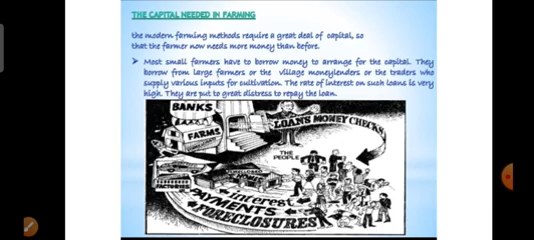 THE CAPITAL NEEDED IN FARMING
the modern farming methods require a great deal of capital, so
that the farmer now needs more money than before.
Most small farmers have to borrow money to arrange for the capital. They
borrow from large farmers or the village moneylenders or the traders who
supply various inputs for cultivation. The rate of interest on such loans is very
high. They are put to great distress to repay the loan.
BANKS
LOANS MONEY CHECKS
FARMS
THE
PEOPLE
interest
PAYMENTS
FORECLOSURES